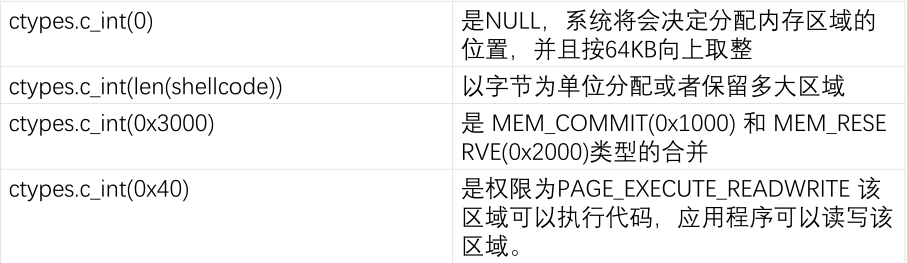 ctypes.c_int(0)
是NULL，系统将会决定分配内存区域的
位置，并且按64KB向上取整
ctypes.c_int(len(shellcode))
以字节为单位分配或者保留多大区域
ctypes.c_int(0x3000)
是 MEM_COMMIT(0x1000) 和 MEM_RESE
RVE(0x2000)类型的合并
ctypes.c_int(0x40)
是权限为PAGE_EXECUTE_READWRITE 该
区域可以执行代码，应用程序可以读写该
区域。